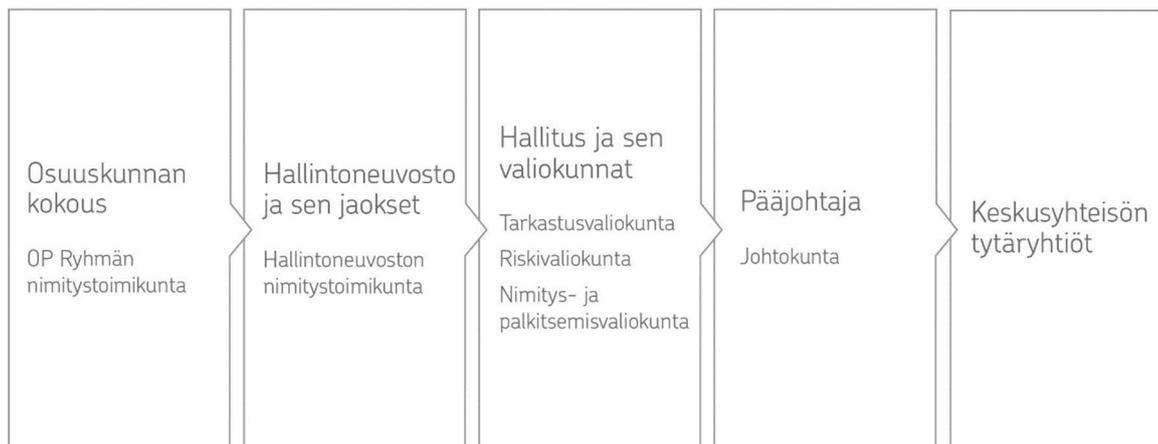 Osuuskunnan
kokous
OP Ryhmän
nimitystoimikunta
Hallintoneuvosto
ja sen jaokset
Hallintoneuvoston
nimitystoimikunta
Hallitus ja sen
valiokunnat
Tarkastusvaliokunta
Riskivaliokunta
Nimitys- ja
palkitsemisvaliokunta
Pääjohtaja
Johtokunta
Keskusyhteisön
tytäryhtiöt